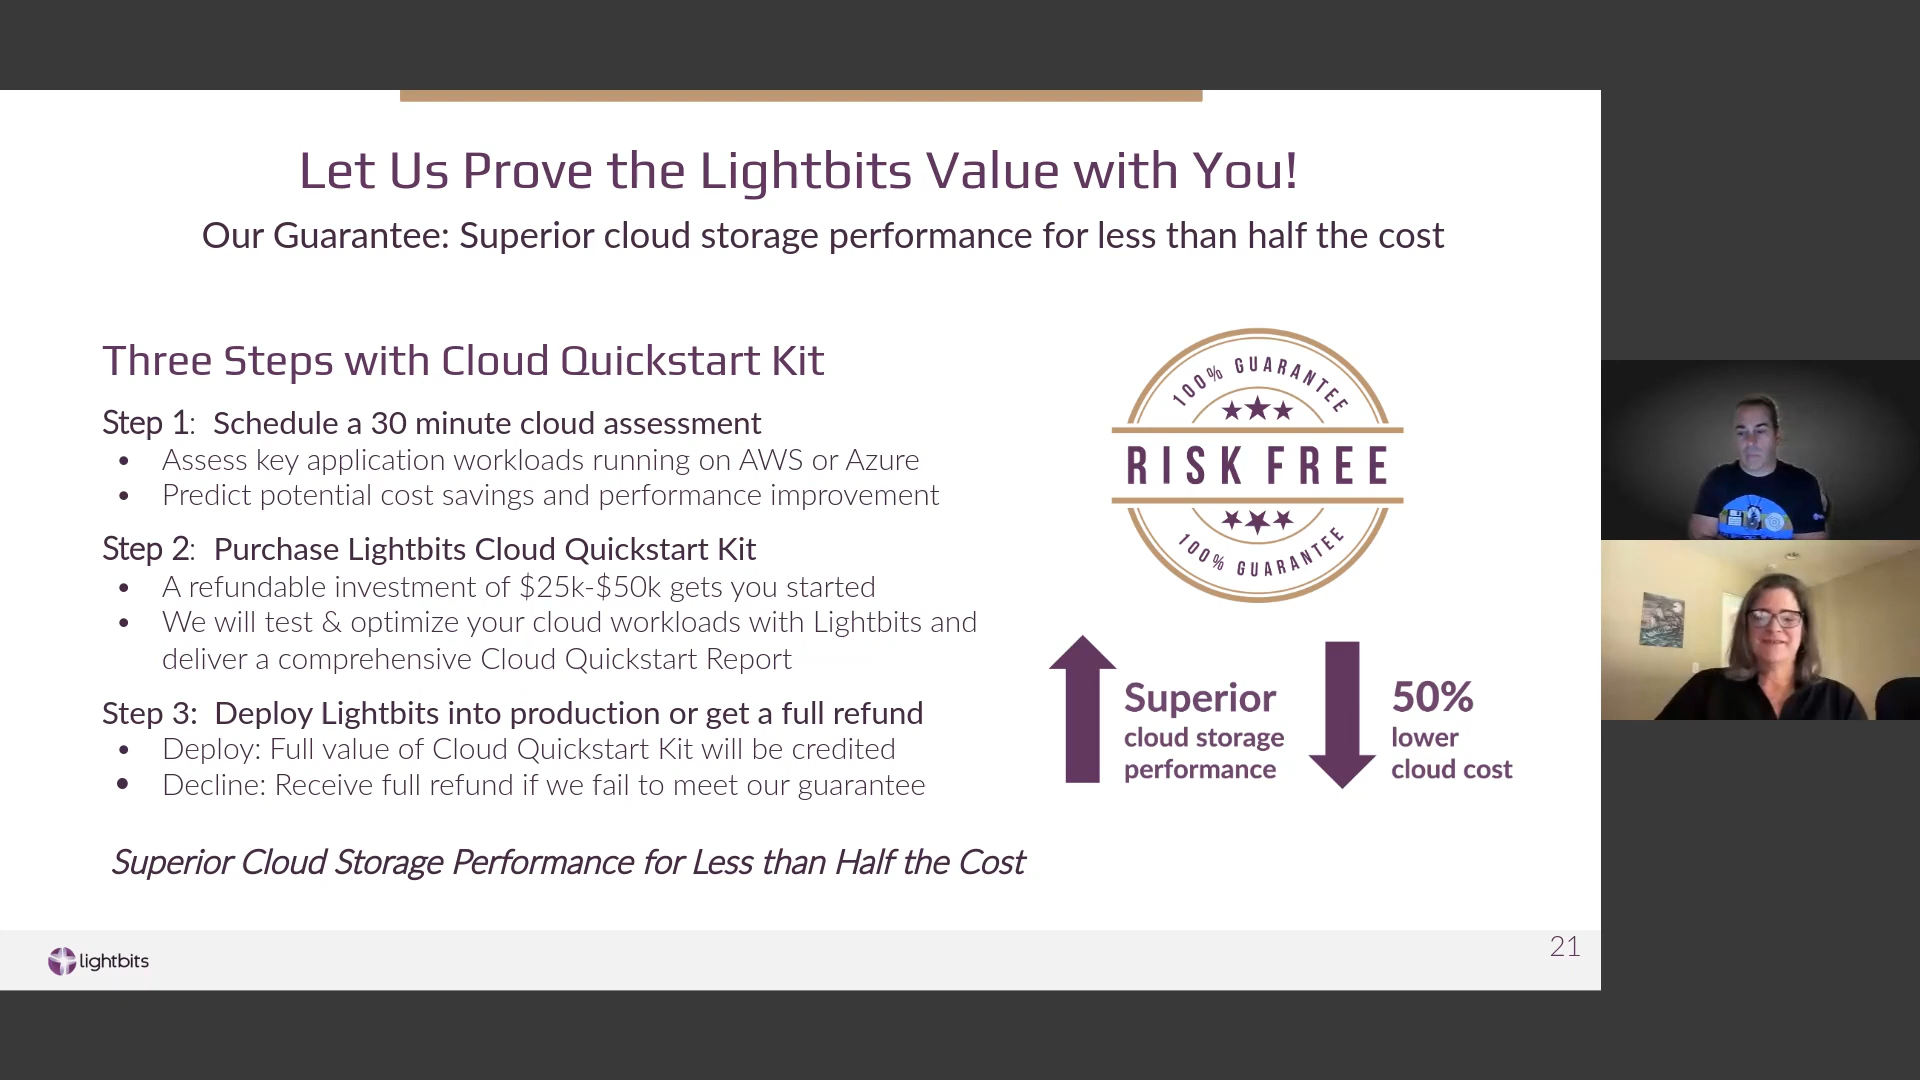 Let Us Prove the Lightbits Value with You!
Our Guarantee: Superior cloud storage performance for less than half the cost
Three Steps with Cloud Quickstart Kit
Step 1:  Schedule a 30 minute cloud assessment
• Assess key application workloads running on AWS or Azure
• Predict potential cost savings and performance improvement
Step 2:  Purchase Lightbits Cloud Quickstart Kit
• A refundable investment of $25k-$50k gets you started
• We will test & optimize your cloud workloads with Lightbits and
deliver a comprehensive Cloud Quickstart Report
Step 3:  Deploy Lightbits into production or get a full refund
• Deploy: Full value of Cloud Quickstart Kit will be credited
• Decline: Receive full refund if we fail to meet our guarantee
Superior Cloud Storage Performance for Less than Half the Cost
100% GUARANTEE
RISK FREE
100% GUARANTEE
Superior
cloud storage
performance
50%
lower
cloud cost
lightbits
21